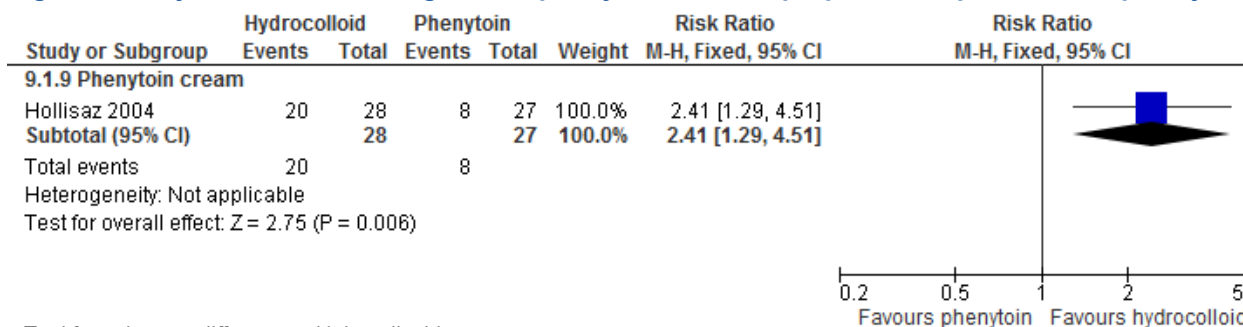 Hydrocolloid Phenytoin Risk Ratio Risk Ratio
Study or Subgroup Events Total Events Total Weight M-H, Fixed, 95% CI M-H, Fixed, 95% CI
9.1.9 Phenytoin cream
Hollisaz 2004 20 28 8 27 100.0% 2.41 [1.29, 4.51]
Subtotal (95% CI) 28 27 100.0% 2.41 [1.29, 4.51]
Total events 20 8
Heterogeneity: Not applicable
Test for overall effect: Z = 2.75 (P = 0.006)
0.2 0.5 1 2 5
Favours phenytoin Favours hydrocolloid